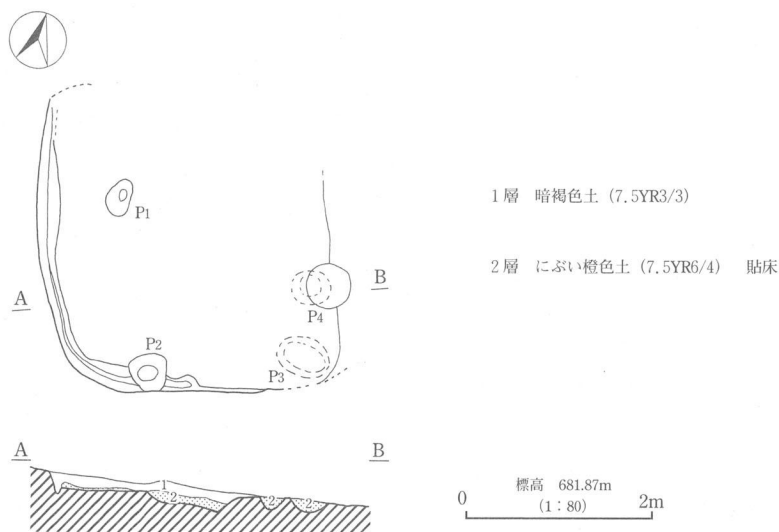 1層 暗褐色土 (7.5YR3/3)
P1
2層 にぶい橙色土 (7.5YR6/4) 貼床
A
B
P4
P2
P3
A
B
1
2
2
2
標高 681.87m
0 (1:80) 2m